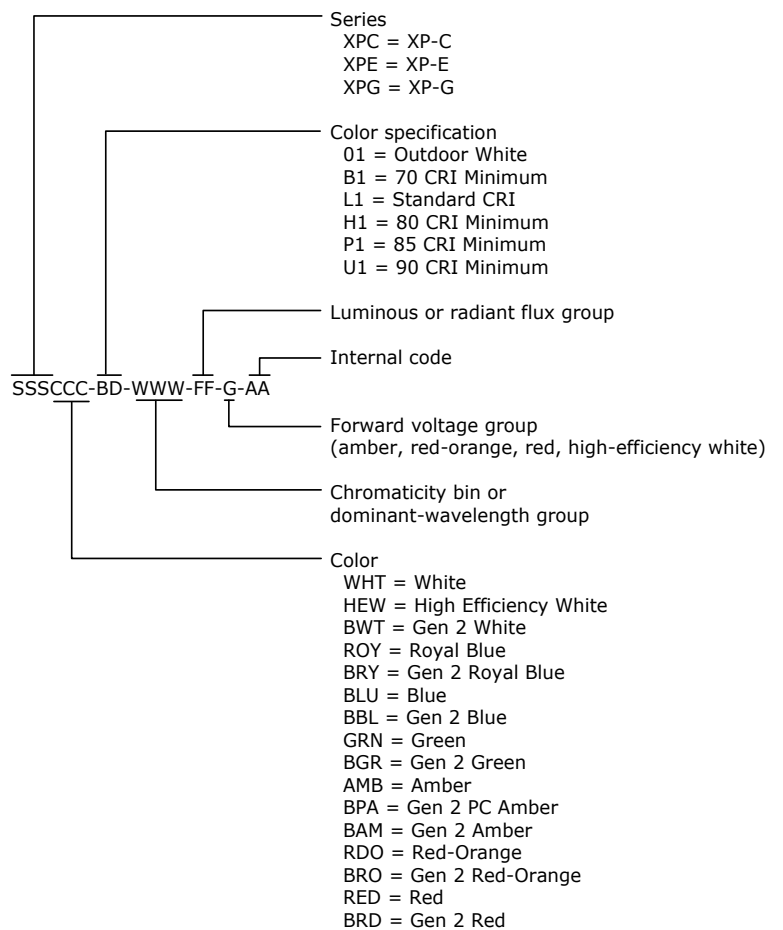 Series
XPC = XP-C
XPE = XP-E
XPG = XP-G
Color specification
01 = Outdoor White
B1 = 70 CRI Minimum
L1 = Standard CRI
H1 = 80 CRI Minimum
P1 = 85 CRI Minimum
U1 = 90 CRI Minimum
Luminous or radiant flux group
Internal code
SSSCCC-BD-WWW-FF-G-AA
Forward voltage group
(amber, red-orange, red, high-efficiency white)
Chromaticity bin or
dominant-wavelength group
Color
WHT = White
HEW = High Efficiency White
BWT = Gen 2 White
ROY = Royal Blue
BRY = Gen 2 Royal Blue
BLU = Blue
BBL = Gen 2 Blue
GRN = Green
BGR = Gen 2 Green
AMB = Amber
BPA = Gen 2 PC Amber
BAM = Gen 2 Amber
RDO = Red-Orange
BRO = Gen 2 Red-Orange
RED = Red
BRD = Gen 2 Red